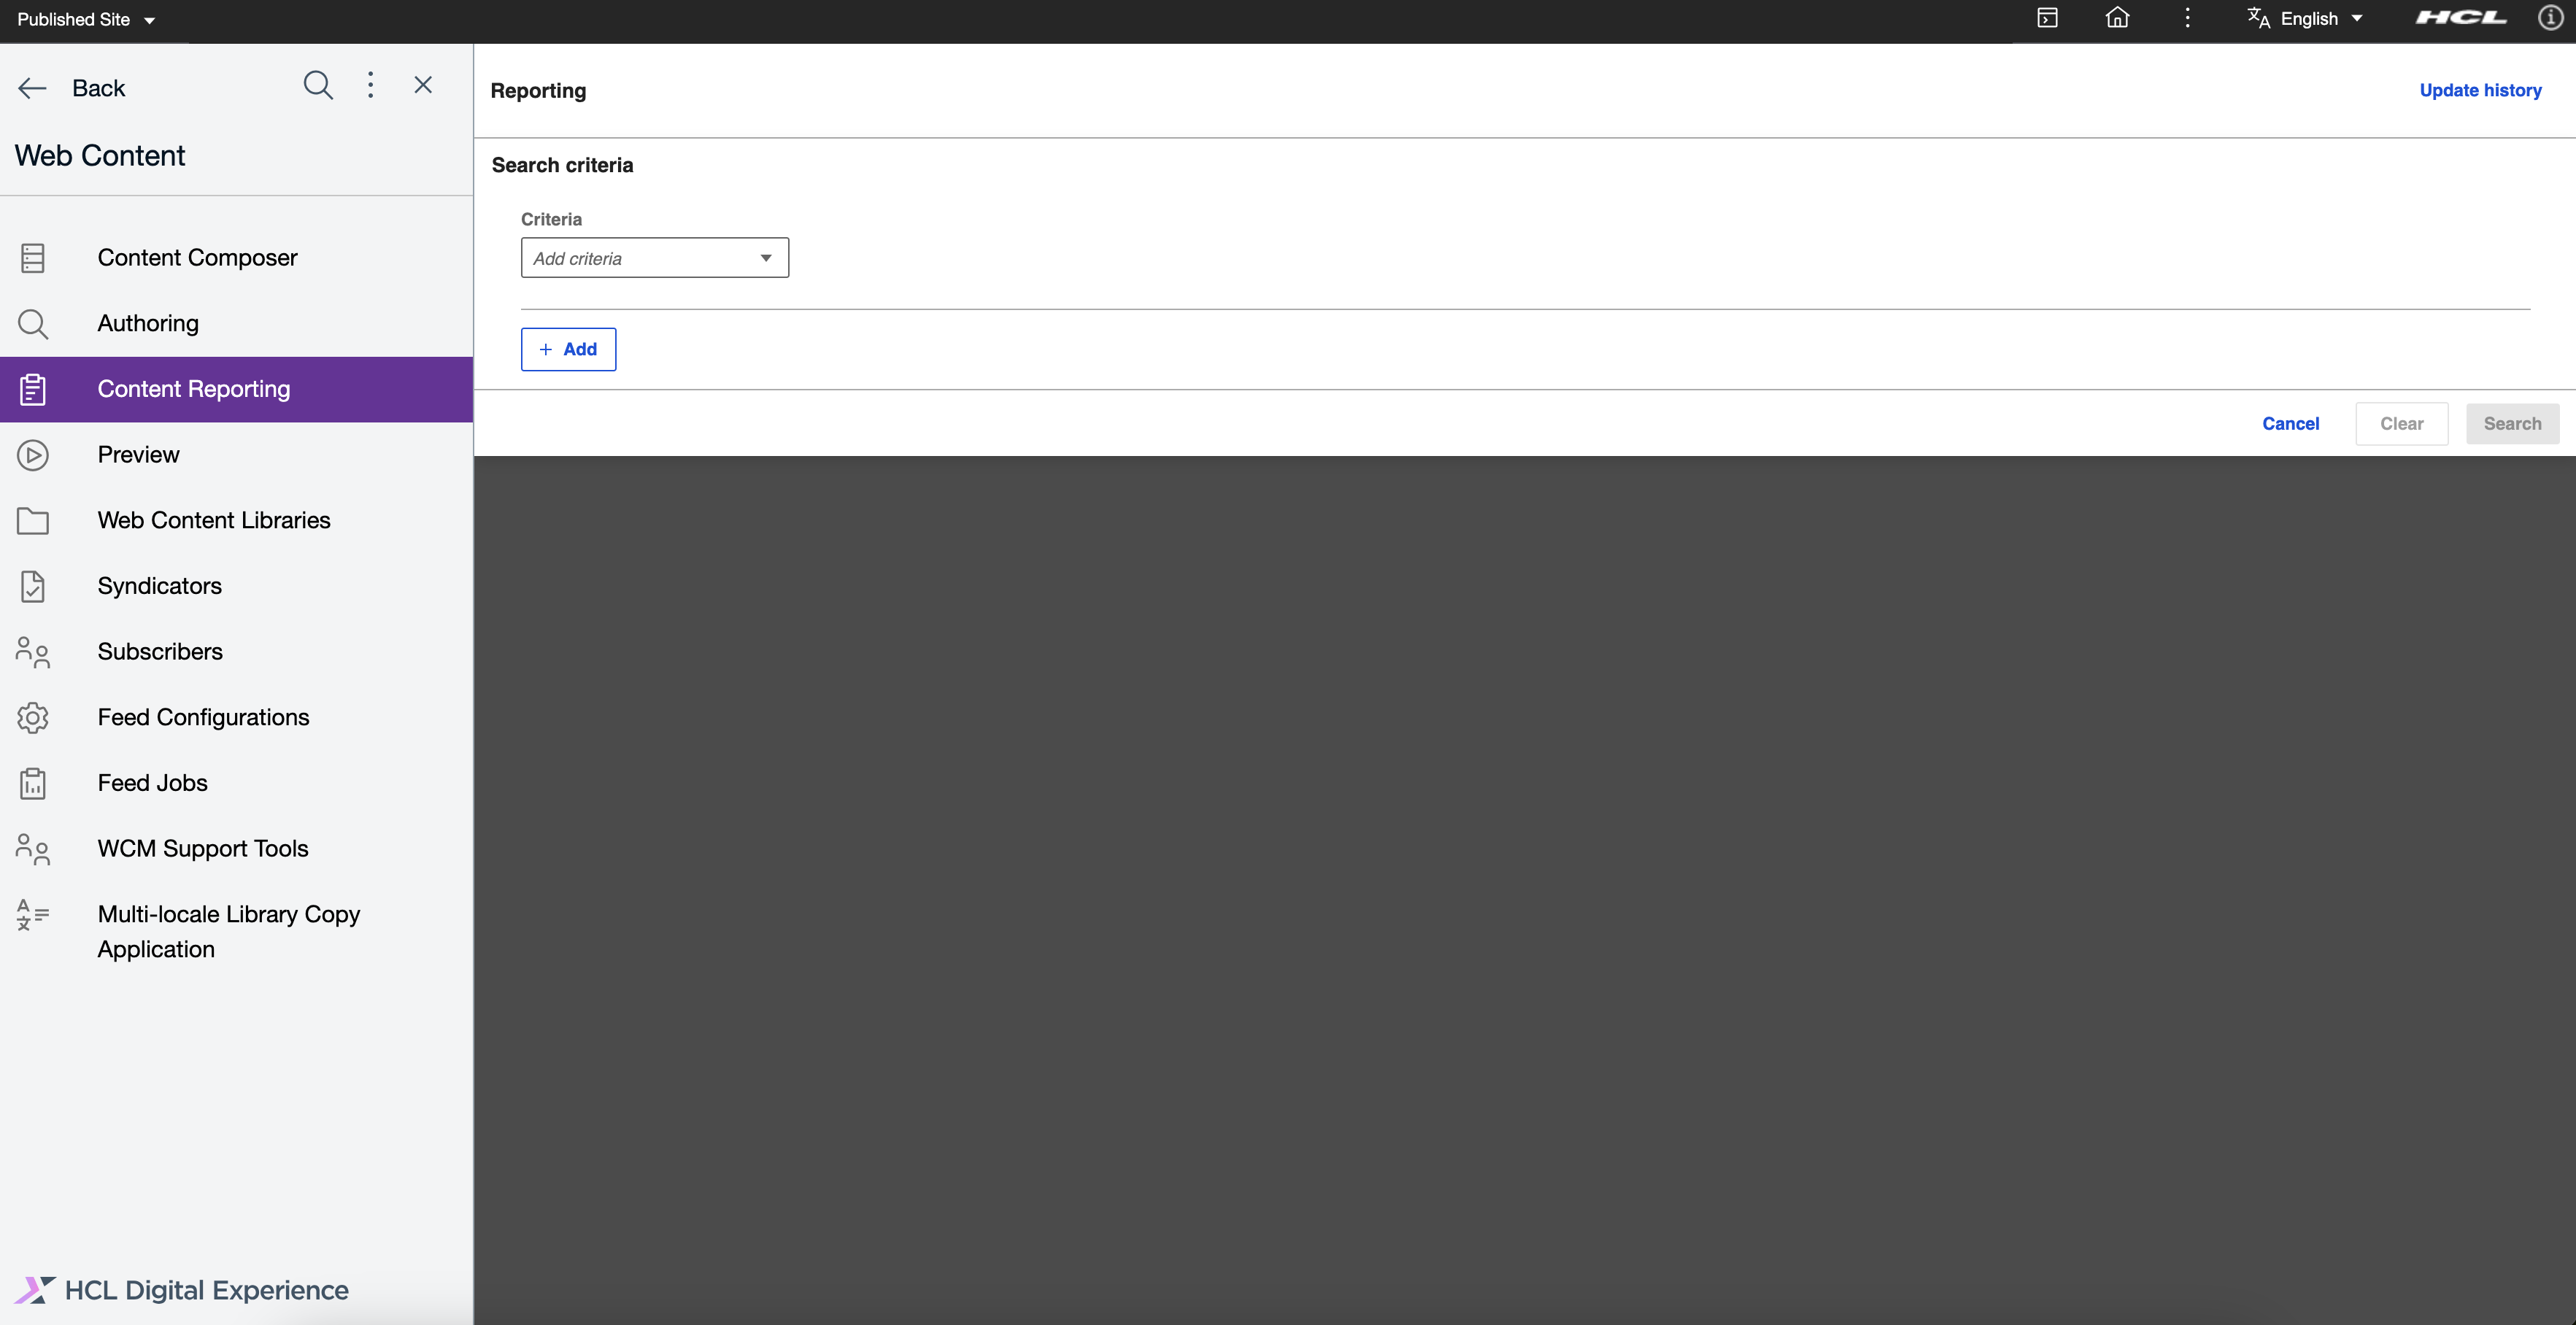 Published Site
English
HCL
Back
Web Content
Content Composer
Authoring
Content Reporting
Preview
Web Content Libraries
Syndicators
Subscribers
Feed Configurations
Feed Jobs
WCM Support Tools
Multi-locale Library Copy
Application
HCL Digital Experience
Reporting
Update history
Search criteria
Criteria
Add criteria
+ Add
Cancel
Clear
Search